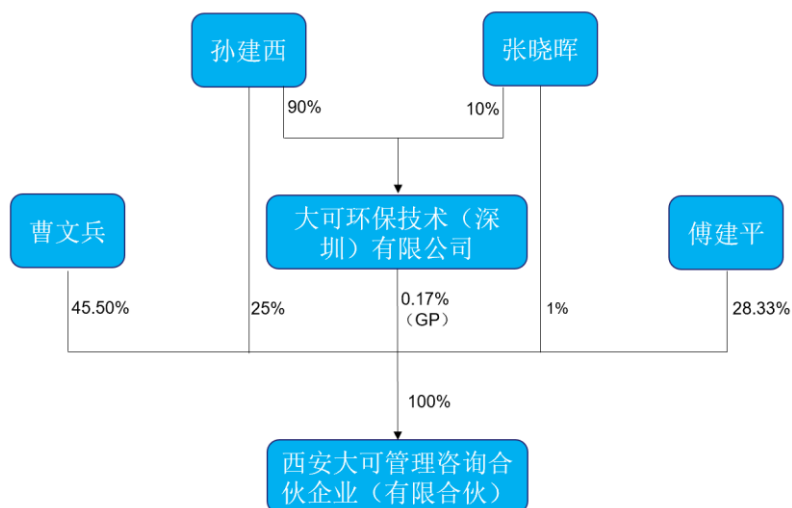 孙建西
张晓晖
90%
10%
曹文兵
大可环保技术（深
圳）有限公司
傅建平
45.50%
25%
0.17%
（GP）
1%
28.33%
100%
西安大可管理咨询合
伙企业（有限合伙）